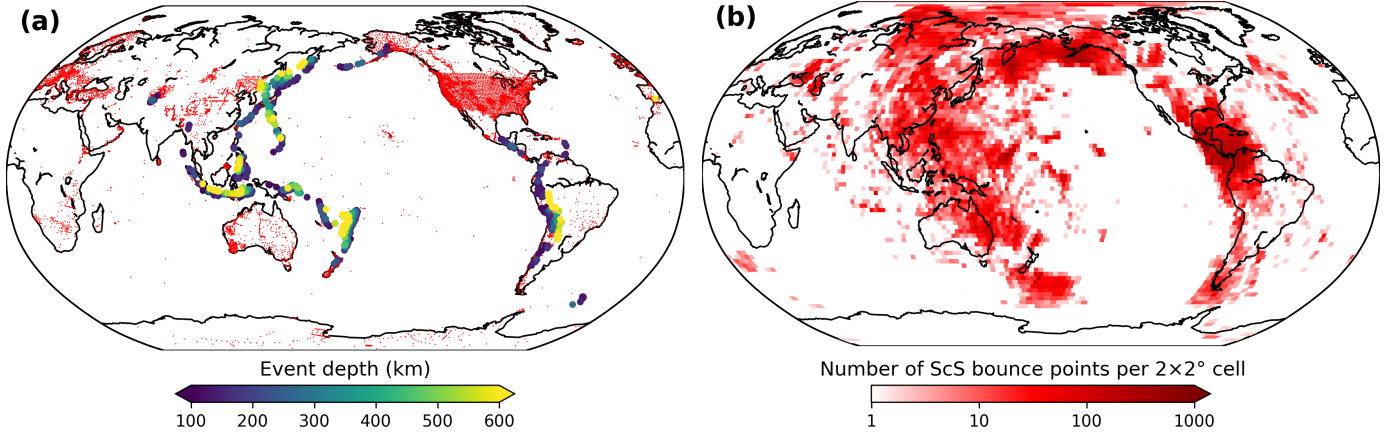 (a)
(b)
Event depth (km)
100 200 300 400 500 600
Number of ScS bounce points per 2×2° cell
1 10 100 1000